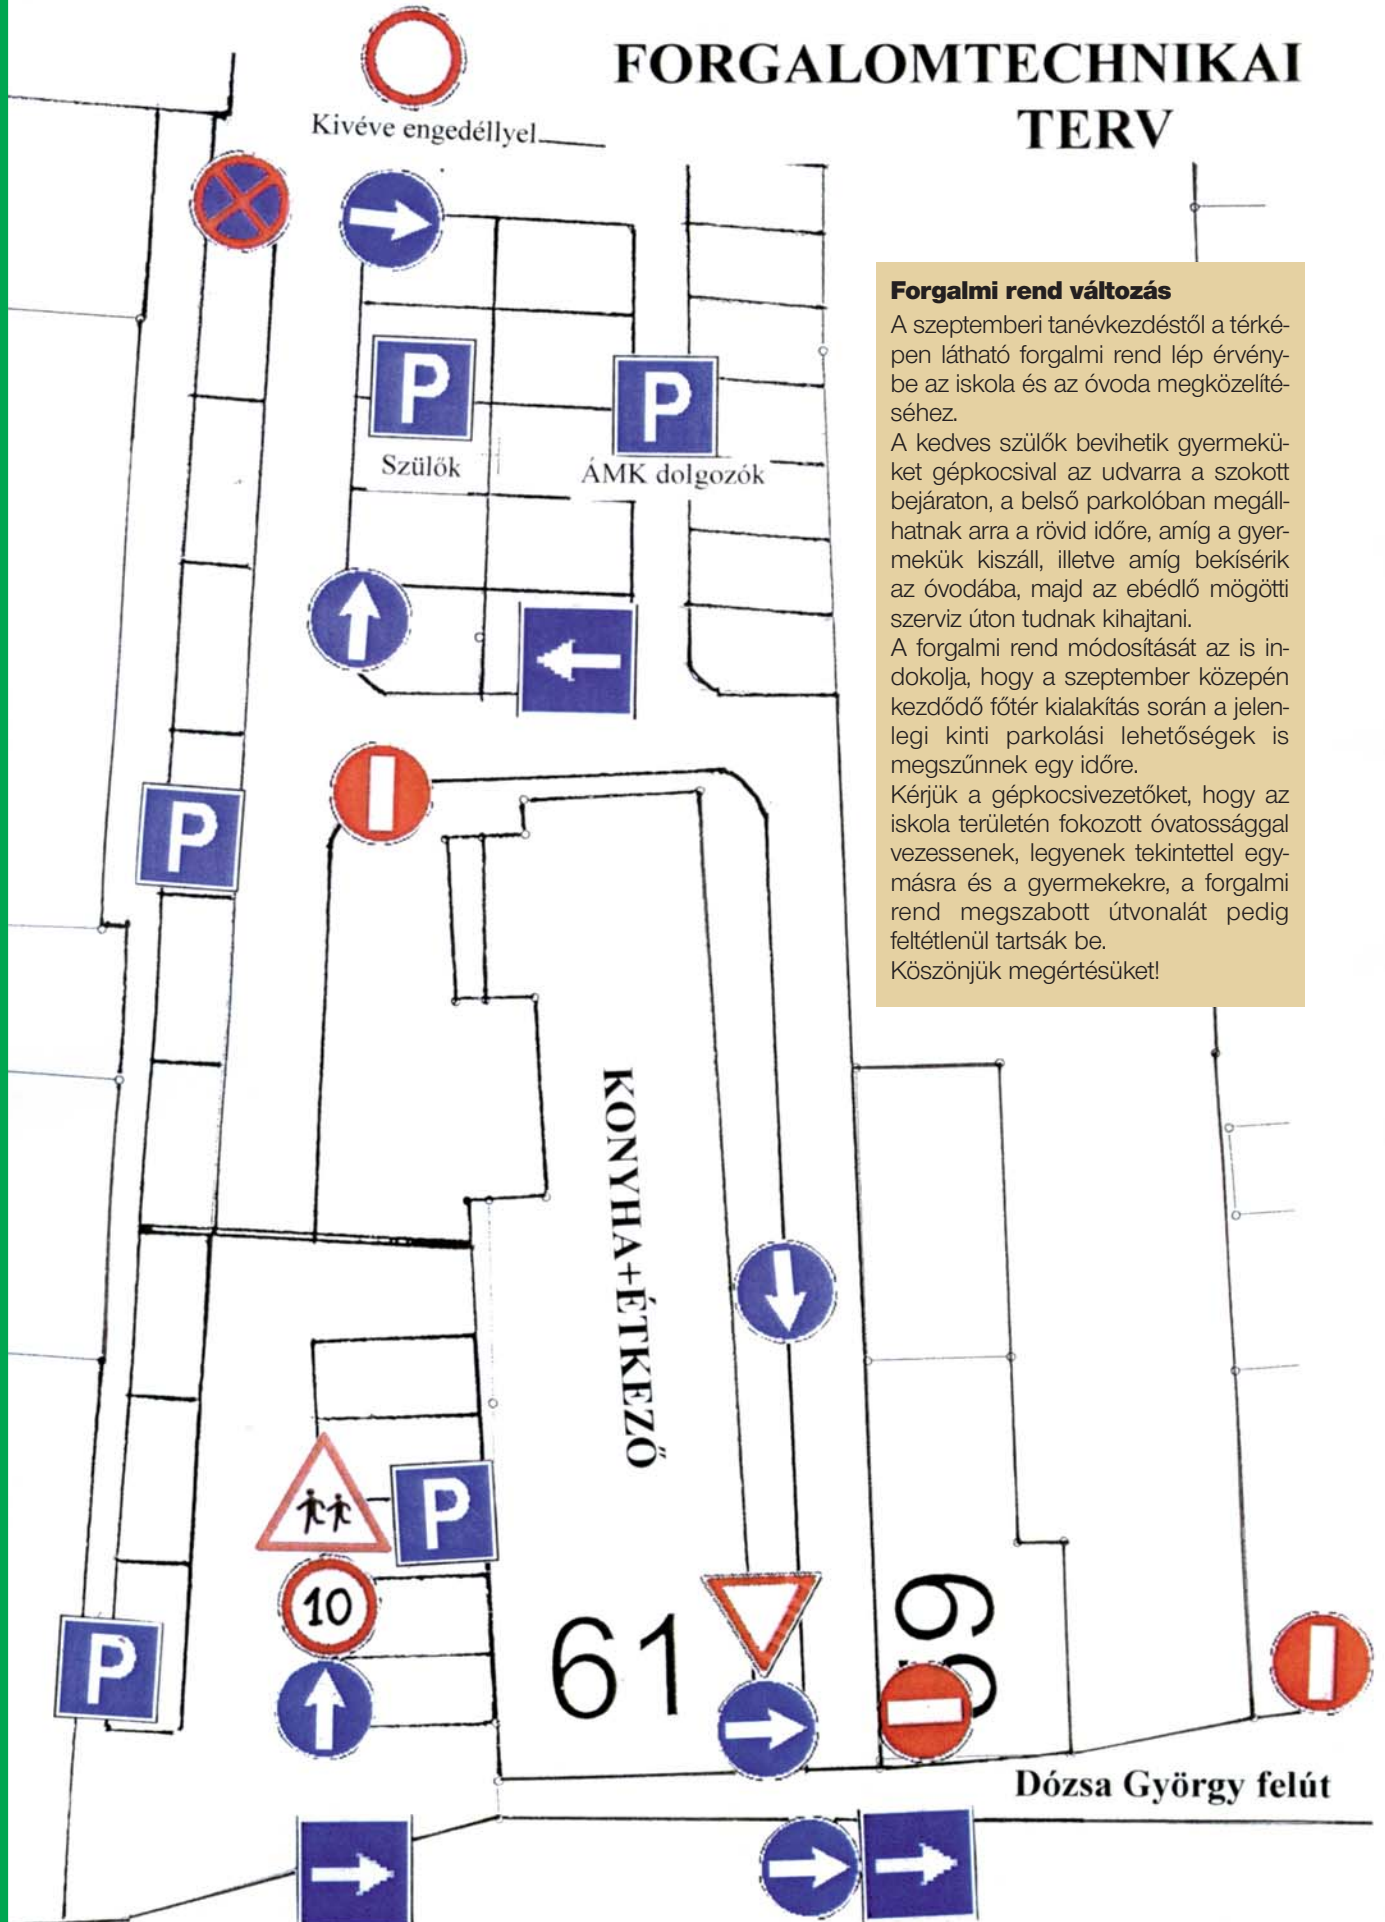 FORGALOMTECHNIKAI
TERV
Kivéve engedéllyel
Forgalmi rend változás
A szeptemberi tanévkezdéstől a térké-
pen látható forgalmi rend lép érvény-
be az iskola és az óvoda megközelíté-
séhez.
A kedves szülők bevihetik gyermekü-
ket gépkocsival az udvarra a szokott
bejáraton, a belső parkolóban megáll-
hatnak arra a rövid időre, amíg a gyer-
mekük kiszáll, illetve amíg bekísérik
az óvodába, majd az ebédlő mögötti
szerviz úton tudnak kihajtani.
A forgalmi rend módosítását az is in-
dokolja, hogy a szeptember közepén
kezdődő főtér kialakítás során a jelen-
legi kinti parkolási lehetőségek is
megszűnnek egy időre.
Kérjük a gépkocsivezetőket, hogy az
iskola területén fokozott óvatossággal
vezessenek, legyenek tekintettel egy-
másra és a gyermekekre, a forgalmi
rend megszabott útvonalát pedig
feltétlenül tartsák be.
Köszönjük megértésüket!
P
Szülők
P
ÁMK dolgozók
P
KONYHA+ÉTKEZŐ
P
10
P
61
59
Dózsa György felút